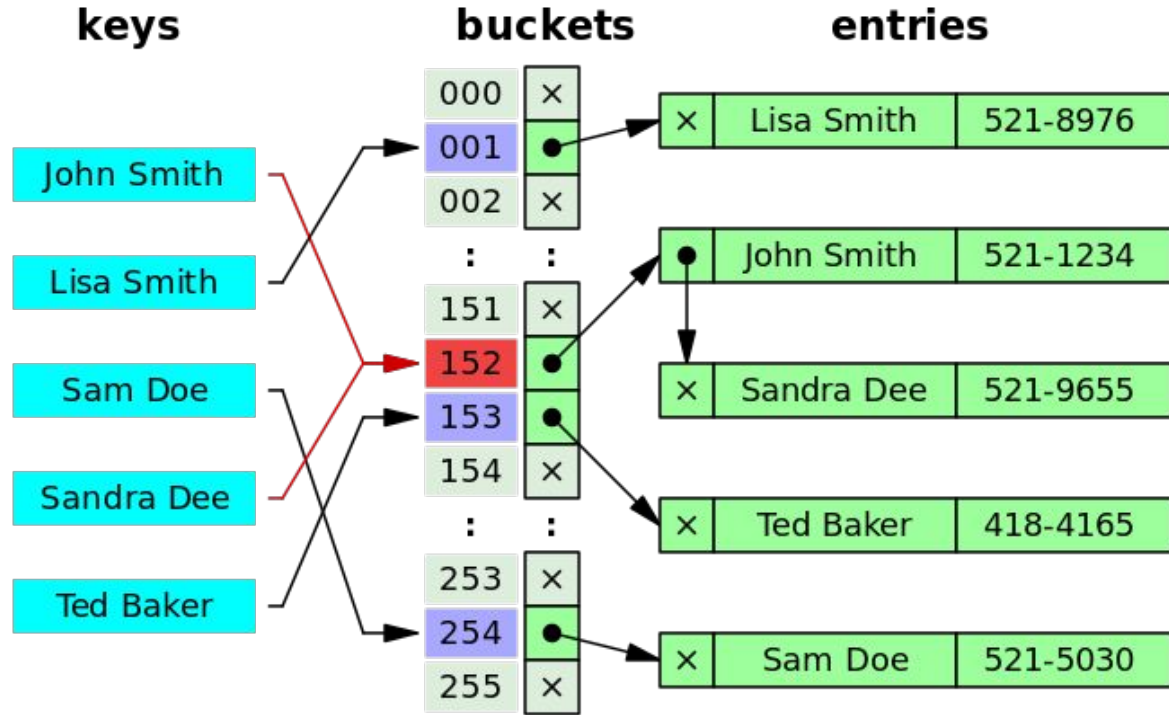 keys
buckets
entries
John Smith
Lisa Smith
Sam Doe
Sandra Dee
Ted Baker
000 ×
001
002 ×
: :
151 ×
152
153
154 ×
: :
253 ×
254
255 ×
× Lisa Smith 521-8976
John Smith 521-1234
× Sandra Dee 521-9655
× Ted Baker 418-4165
× Sam Doe 521-5030